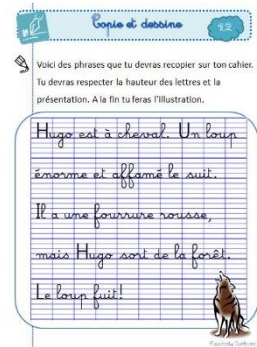 Copie et dessine
Voici des phrases que tu devras recopier sur ton cahier.
Tu devras respecter la hauteur des lettres et la
présentation. A la fin tu feras l'illustration.
Hugo est à cheval. Un loup
énorme et affamé le suit.
Il a une fourrure rousse,
mais Hugo sort de la forêt.
Le loup fuit!